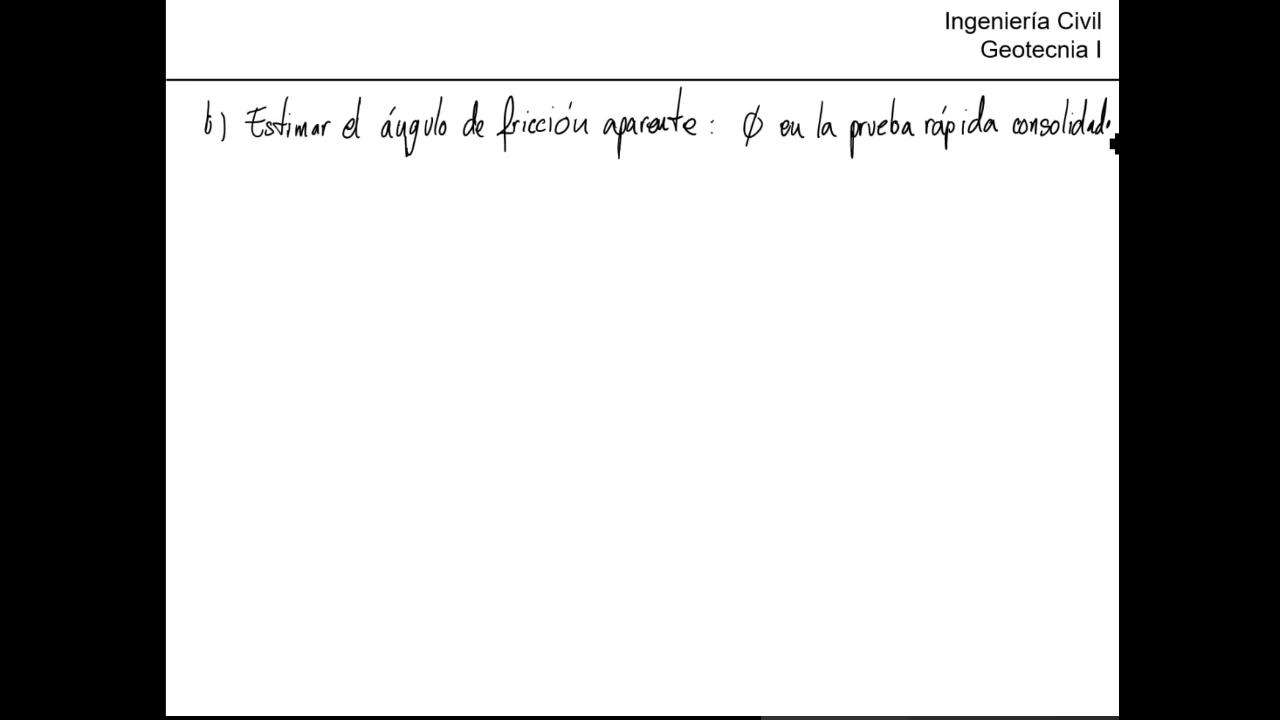 Ingeniería Civil
Geotecnia I
b) Estimar el ángulo de fricción aparente: ϕ en la prueba rápida consolidada